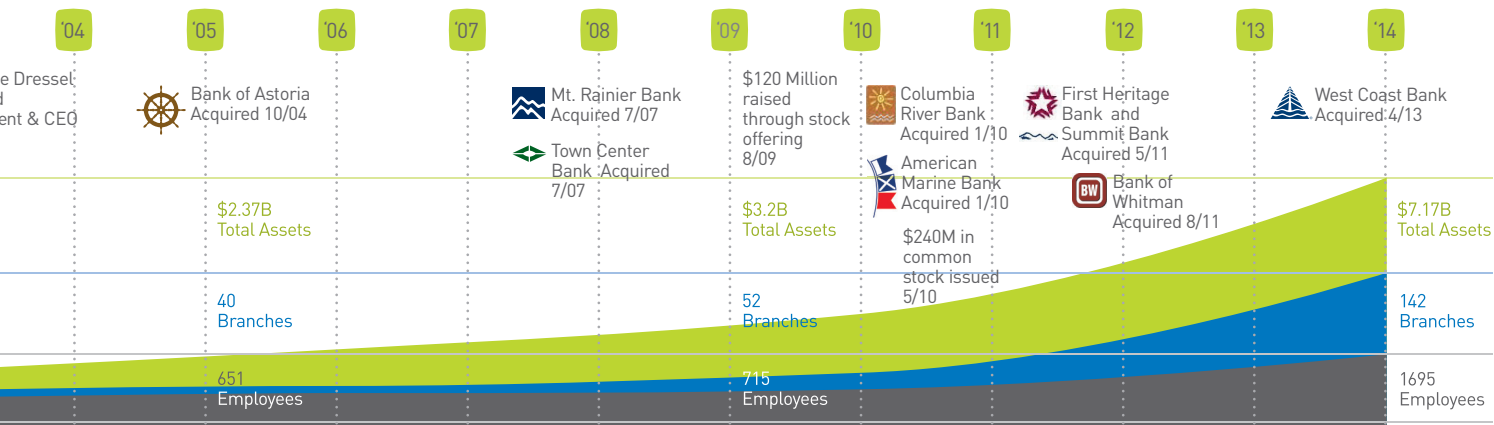 ‘04
‘05
‘06
‘07
‘08
‘09
‘10
‘11
‘12
‘13
‘14
e Dressel
d
ent & CEO
Bank of Astoria
Acquired 10/04
Mt. Rainier Bank
Acquired 7/07
Town Center
Bank Acquired
7/07
$120 Million
raised
through stock
offering
8/09
Columbia
River Bank
Acquired 1/10
American
Marine Bank
Acquired 1/10
$240M in
common
stock issued
5/10
First Heritage
Bank and
Summit Bank
Acquired 5/11
BW
Bank of
Whitman
Acquired 8/11
West Coast Bank
Acquired 4/13
$2.37B
Total Assets
$3.2B
Total Assets
$7.17B
Total Assets
40
Branches
52
Branches
142
Branches
651
Employees
715
Employees
1695
Employees